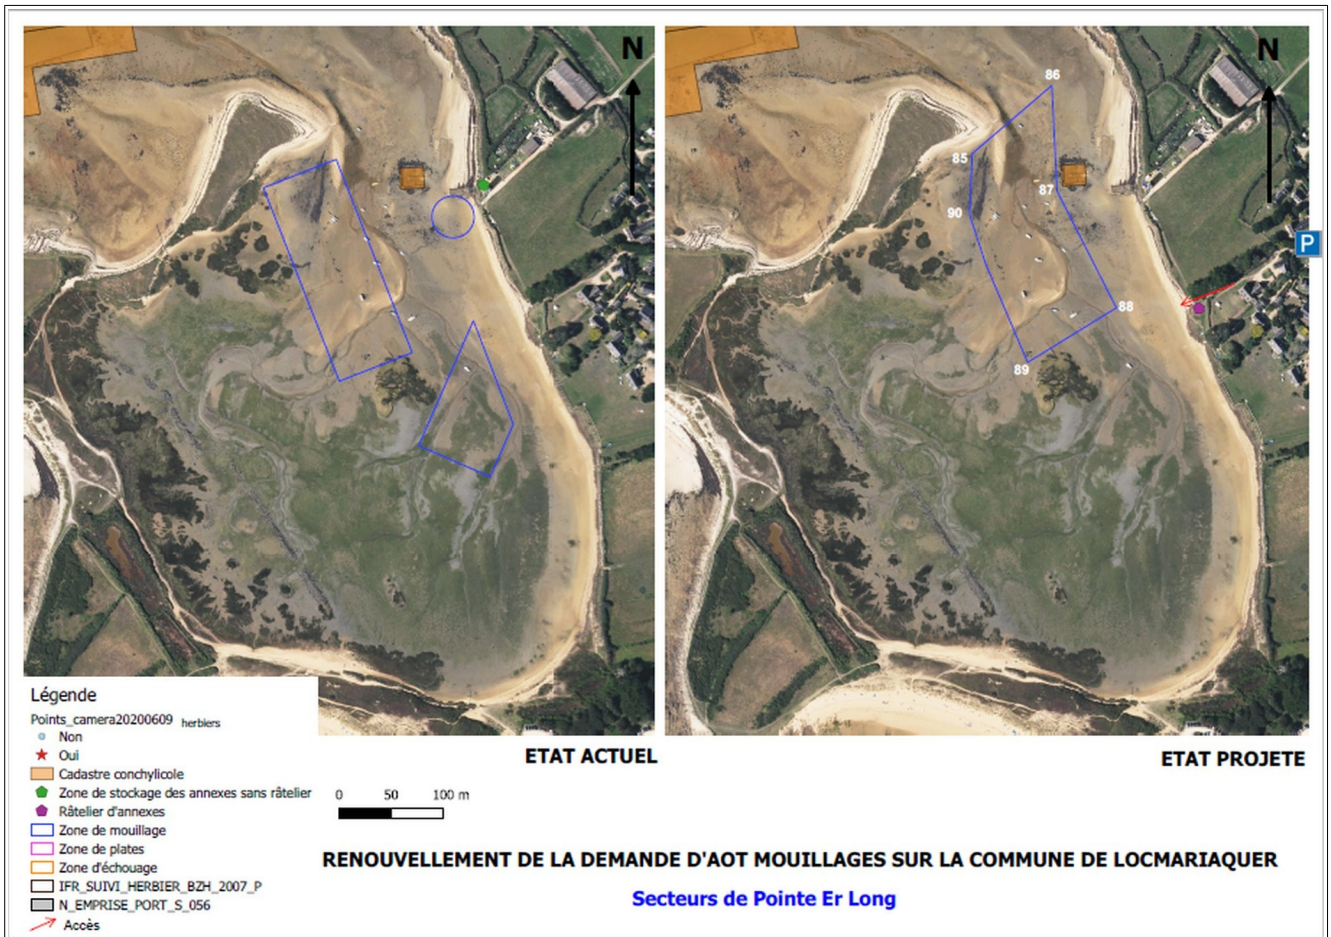 N
N
86
85
87
90
P
88
89
Légende
Points_camera20200609 herbiers
Non
Oui
Cadastre conchylicole
Zone de stockage des annexes sans râtelier
Râtelier d'annexes
Zone de mouillage
Zone de plates
Zone d'échouage
IFR_SUIVI_HERBIER_BZH_2007_P
N_EMPRISE_PORT_S_056
Accès
ETAT ACTUEL
ETAT PROJETE
0 50 100 m
RENOUVELLEMENT DE LA DEMANDE D'AOT MOUILLAGES SUR LA COMMUNE DE LOCMARIAQUER
Secteurs de Pointe Er Long